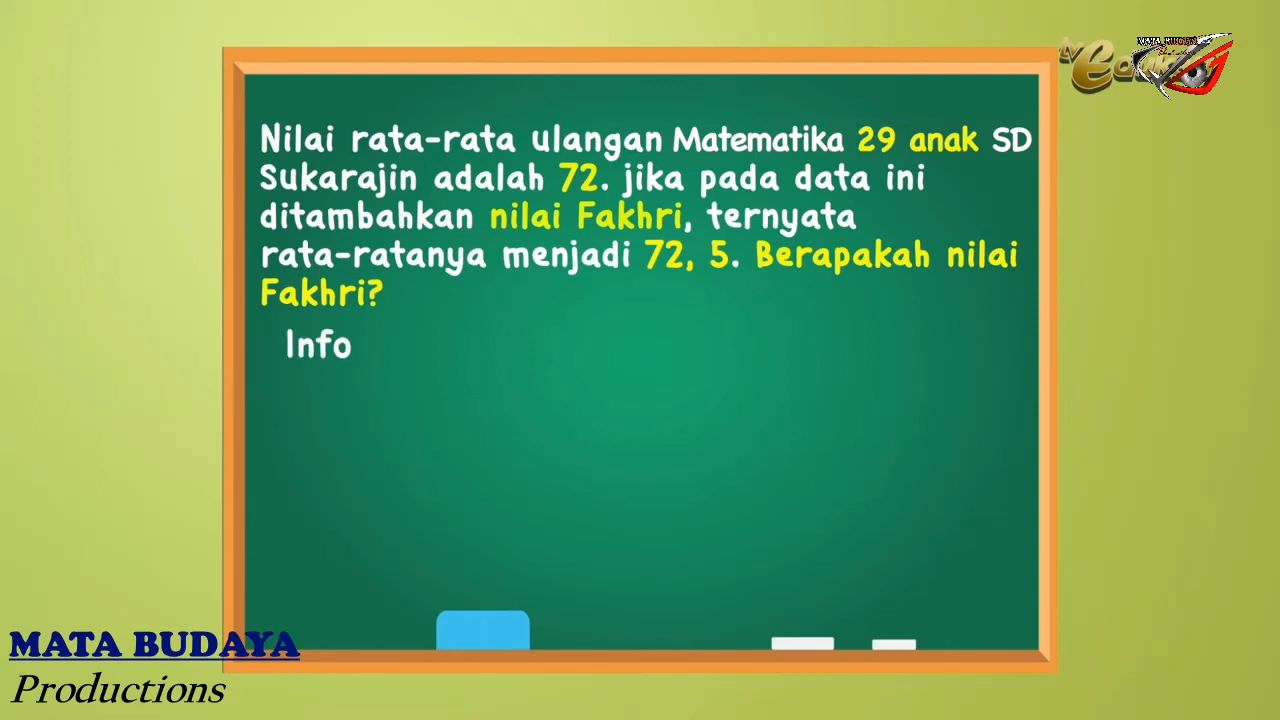 Nilai rata-rata ulangan Matematika 29 anak SD
Sukarajin adalah 72. jika pada data ini
ditambahkan nilai Fakhri, ternyata
rata-ratanya menjadi 72, 5. Berapakah nilai
Fakhri?
Info
tv
MATA BUDAYA
Productions